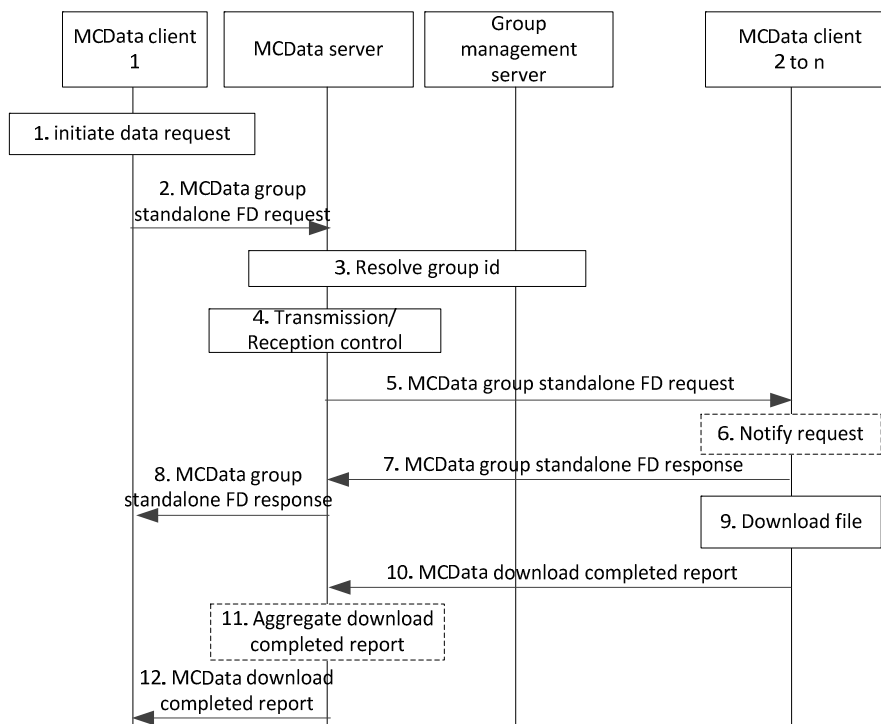 MCData client
1
MCData server
Group
management
server
MCData client
2 to n
1. initiate data request
2. MCData group
standalone FD request
3. Resolve group id
4. Transmission/
Reception control
5. MCData group standalone FD request
6. Notify request
7. MCData group standalone FD response
8. MCData group
standalone FD response
9. Download file
10. MCData download completed report
11. Aggregate download
completed report
12. MCData download
completed report